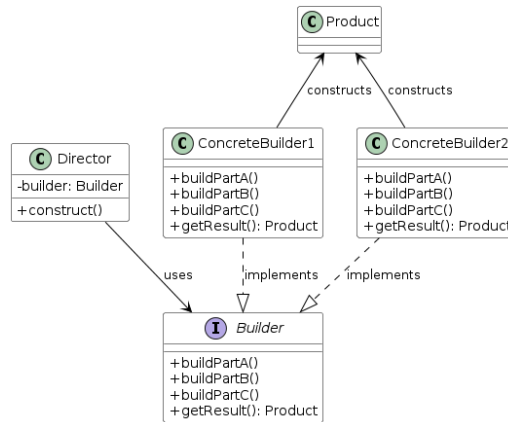 C Product
constructs
constructs
C Director
-builder: Builder
+construct()
C ConcreteBuilder1
+buildPartA()
+buildPartB()
+buildPartC()
+getResult(): Product
C ConcreteBuilder2
+buildPartA()
+buildPartB()
+buildPartC()
+getResult(): Product
uses
implements
implements
I Builder
+buildPartA()
+buildPartB()
+buildPartC()
+getResult(): Product